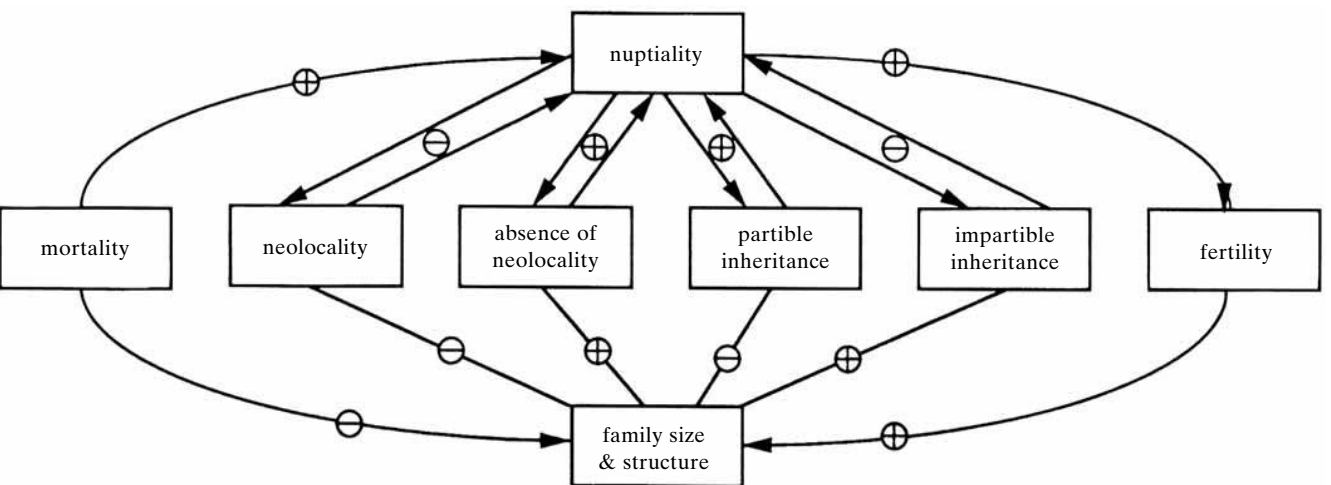 nuptiality
mortality
neolocality
absence of
neolocality
partible
inheritance
impartible
inheritance
fertility
family size
& structure